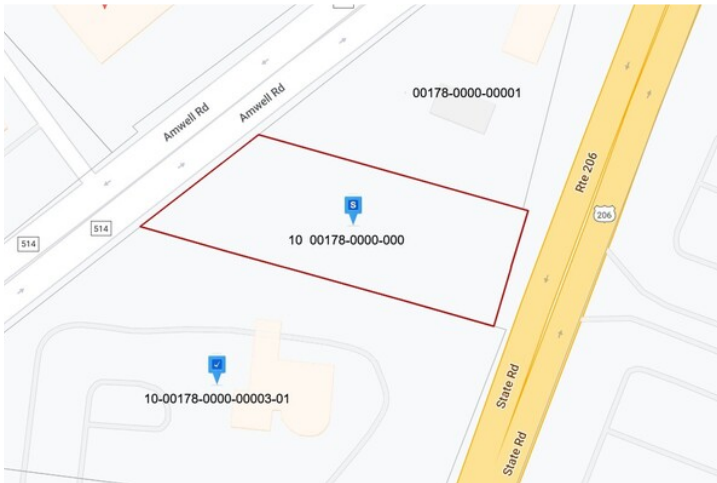 Amwell Rd
Amwell Rd
00178-0000-00001
Rte 206
206
S
10 00178-0000-000
514
514
10-00178-0000-00003-01
State Rd
State Rd